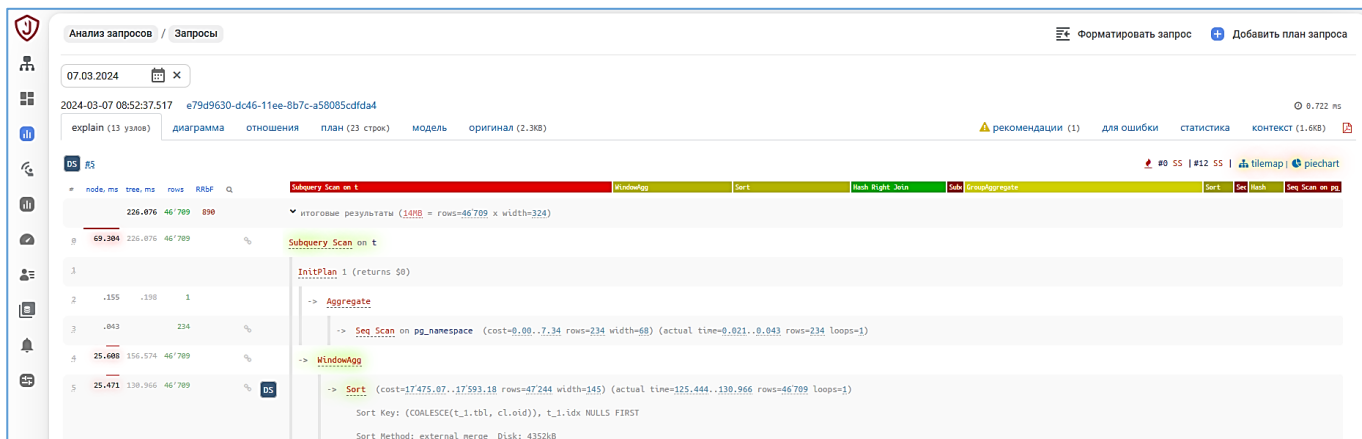 Анализ запросов / Запросы
Форматировать запрос
Добавить план запроса
07.03.2024
2024-03-07 08:52:37.517 e79d9630-dc46-11ee-8b7c-a58085cdfda4
0.722 ms
explain (13 узлов) диаграмма отношения план (23 строк) модель оригинал (2.3KB) рекомендации (1) для ошибки статистика контекст (1.6KB)
DS #5 #0 SS | #12 SS | tilemap | piechart
# node, ms tree, ms rows RRbF Subquery Scan on t WindowAgg Sort Hash Right Join Sub GroupAggregate Sort Sec Hash Seq Scan on pg
226.076 46'709 890 итоговые результаты (14MB = rows=46'709 x width=324)
0 69.304 226.076 46'709 Subquery Scan on t
1 InitPlan 1 (returns $0)
2 .155 .198 1 -> Aggregate
3 .043 234 -> Seq Scan on pg_namespace (cost=0.00..7.34 rows=234 width=68) (actual time=0.021..0.043 rows=234 loops=1)
4 25.608 156.574 46'709 -> WindowAgg
5 25.471 130.966 46'709 DS -> Sort (cost=17'475.07..17'593.18 rows=47'244 width=145) (actual time=125.444..130.966 rows=46'709 loops=1)
Sort Key: (COALESCE(t_1.tbl, cl.oid)), t_1.idx NULLS FIRST
Sort Method: external merge Disk: 4352kB